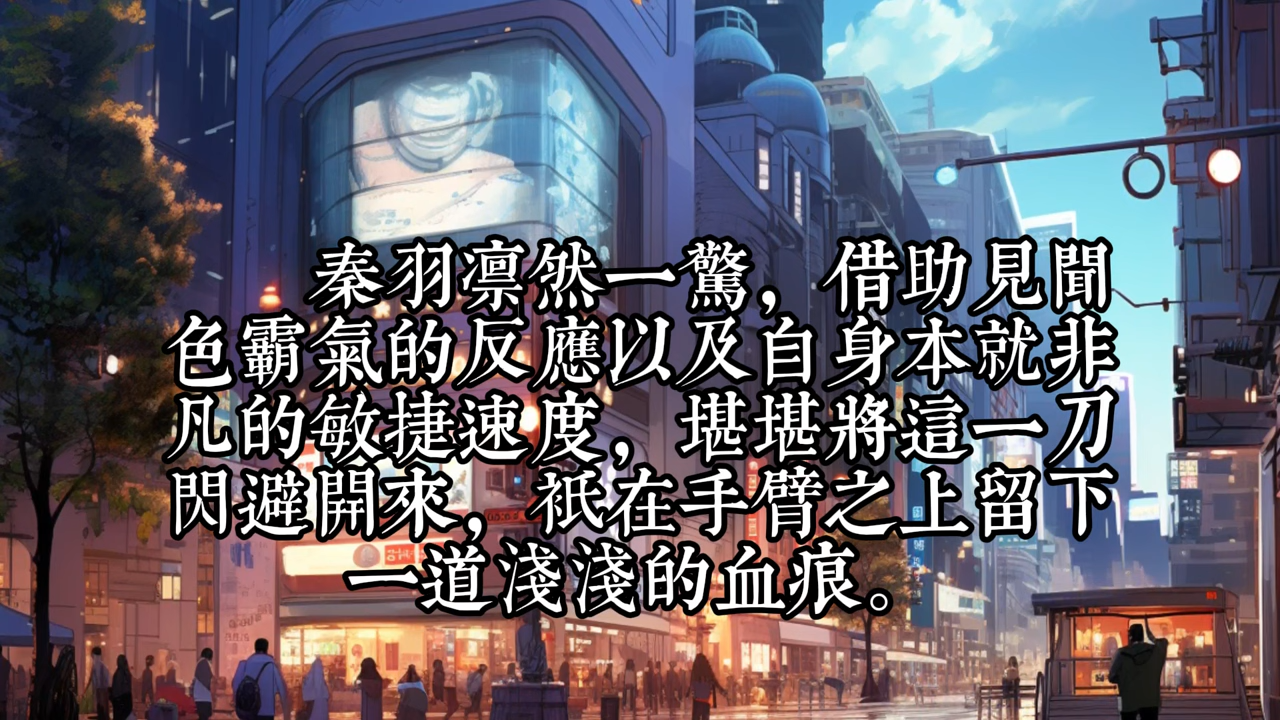 秦羽凛然一驚，借助見聞
色霸氣的反應以及自身本就非
凡的敏捷速度，堪堪將這一刀
閃避開來，衹在手臂之上留下
一道淺淺的血痕。